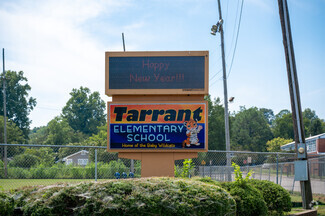 Happy
New Year!!!
Tarrant
ELEMENTARY
SCHOOL
Home of the Baby Wildcats